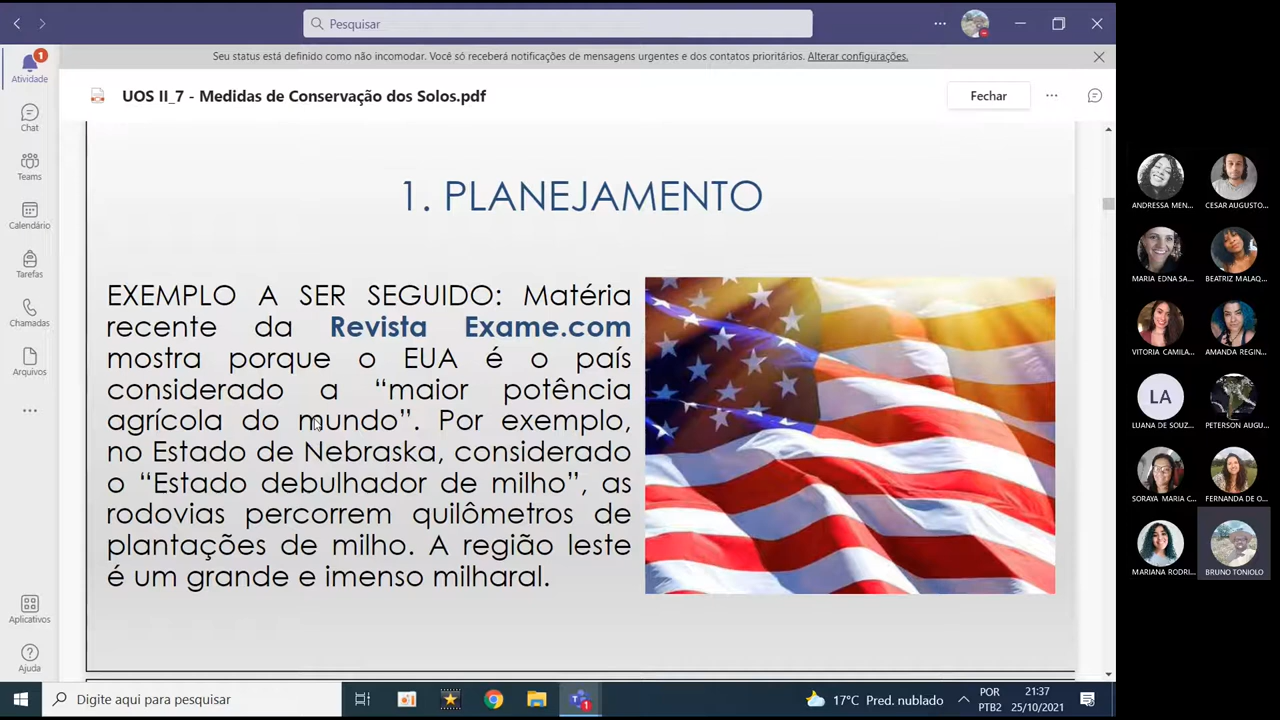 Pesquisar
Seu status está definido como não incomodar. Você só receberá notificações de mensagens urgentes e dos contatos prioritários. Alterar configurações.
1
Atividade
Chat
Teams
Calendário
Tarefas
Chamadas
Arquivos
Aplicativos
Ajuda
UOS II_7 - Medidas de Conservação dos Solos.pdf
Fechar
1. PLANEJAMENTO
EXEMPLO A SER SEGUIDO: Matéria
recente da Revista Exame.com
mostra porque o EUA é o país
considerado a “maior potência
agrícola do mundo”. Por exemplo,
no Estado de Nebraska, considerado
o “Estado debulhador de milho”, as
rodovias percorrem quilômetros de
plantações de milho. A região leste
é um grande e imenso milharal.
ANDRESSA MEN...
CESAR AUGUSTO...
MARIA EDNA SA...
BEATRIZ MALAQ...
VITORIA CAMILA...
AMANDA REGIN...
LA
LUANA DE SOUZ...
PETERSON AUGU...
SORAYA MARIA C...
FERNANDA DE O...
MARIANA RODRI...
BRUNO TONIOLO
Digite aqui para pesquisar
1
17°C Pred. nublado
POR
PTB2
21:37
25/10/2021